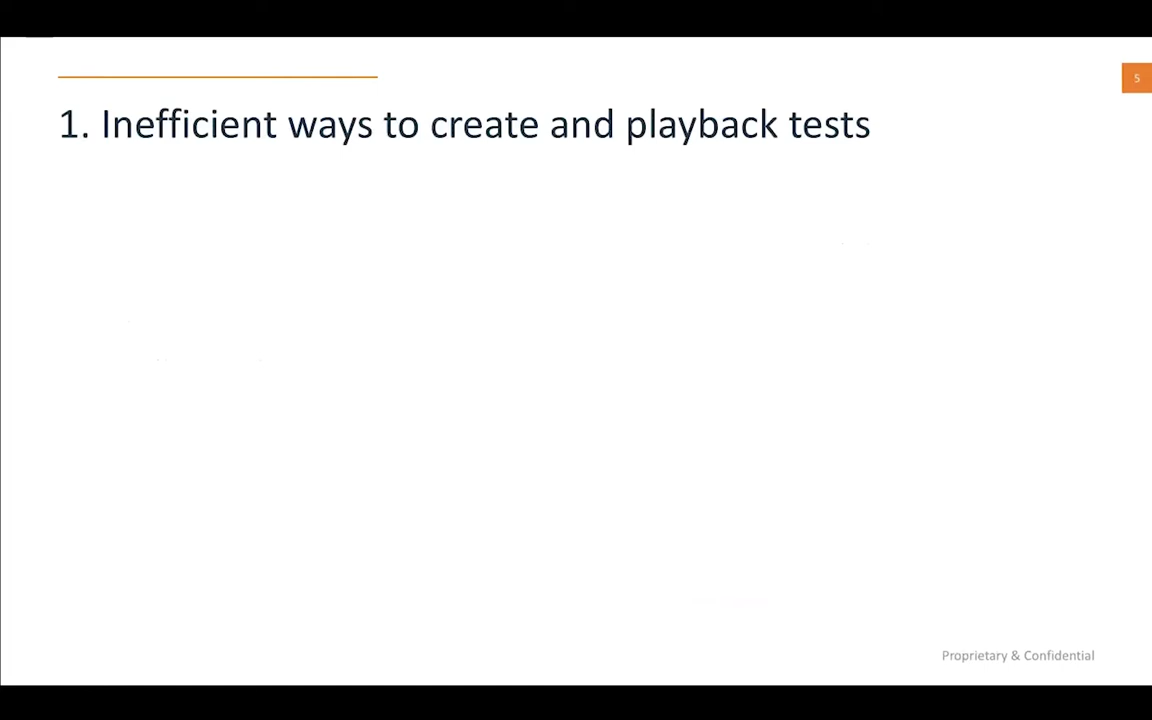 5
1. Inefficient ways to create and playback tests
Proprietary & Confidential